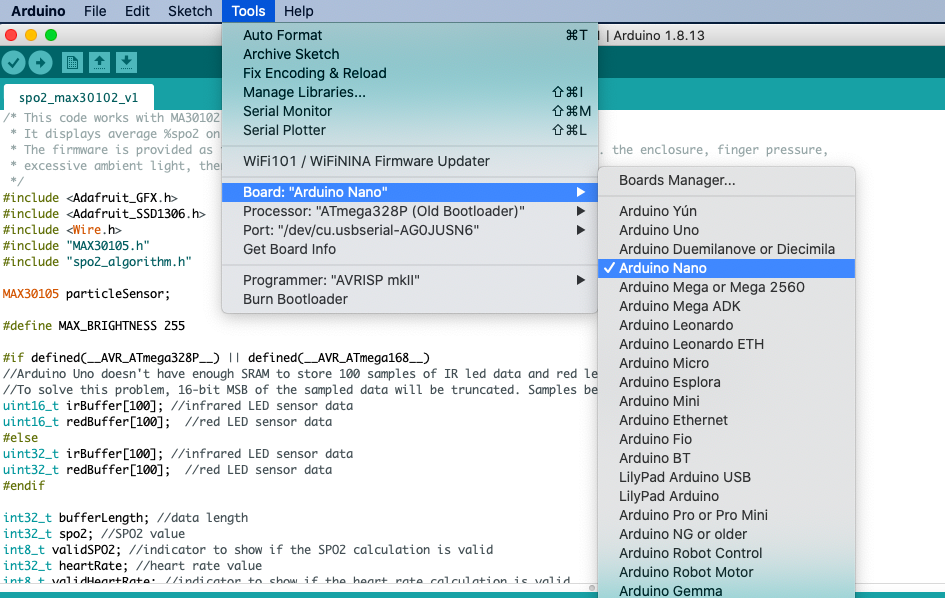 Arduino File Edit Sketch Tools Help
| Arduino 1.8.13
spo2_max30102_v1
Auto Format ⌘T
Archive Sketch
Fix Encoding & Reload
Manage Libraries... ⇧⌘I
Serial Monitor ⇧⌘M
Serial Plotter ⇧⌘L
WiFi101 / WiFiNINA Firmware Updater
Board: "Arduino Nano"
Processor: "ATmega328P (Old Bootloader)"
Port: "/dev/cu.usbserial-AG0JUSN6"
Get Board Info
Programmer: "AVRISP mkII"
Burn Bootloader
Boards Manager...
Arduino Yún
Arduino Uno
Arduino Duemilanove or Diecimila
✓ Arduino Nano
Arduino Mega or Mega 2560
Arduino Mega ADK
Arduino Leonardo
Arduino Leonardo ETH
Arduino Micro
Arduino Esplora
Arduino Mini
Arduino Ethernet
Arduino Fio
Arduino BT
LilyPad Arduino USB
LilyPad Arduino
Arduino Pro or Pro Mini
Arduino NG or older
Arduino Robot Control
Arduino Robot Motor
Arduino Gemma
/* This code works with MA30102
* It displays average %spo2 on
* The firmware is provided as . the enclosure, finger pressure,
* excessive ambient light,
*/
#include <Adafruit_GFX.h>
#include <Adafruit_SSD1306.h>
#include <Wire.h>
#include "MAX30105.h"
#include "spo2_algorithm.h"
MAX30105 particleSensor;
#define MAX_BRIGHTNESS 255
#if defined(__AVR_ATmega328P__) || defined(__AVR_ATmega168__)
//Arduino Uno doesn't have enough SRAM to store 100 samples of IR led data and red le
//To solve this problem, 16-bit MSB of the sampled data will be truncated. Samples be
uint16_t irBuffer[100]; //infrared LED sensor data
uint16_t redBuffer[100]; //red LED sensor data
#else
uint32_t irBuffer[100]; //infrared LED sensor data
uint32_t redBuffer[100]; //red LED sensor data
#endif
int32_t bufferLength; //data length
int32_t spo2; //SPO2 value
int8_t validSPO2; //indicator to show if the SPO2 calculation is valid
int32_t heartRate; //heart rate value
int8_t validHeartRate; //indicator to show if the heart rate calculation is valid